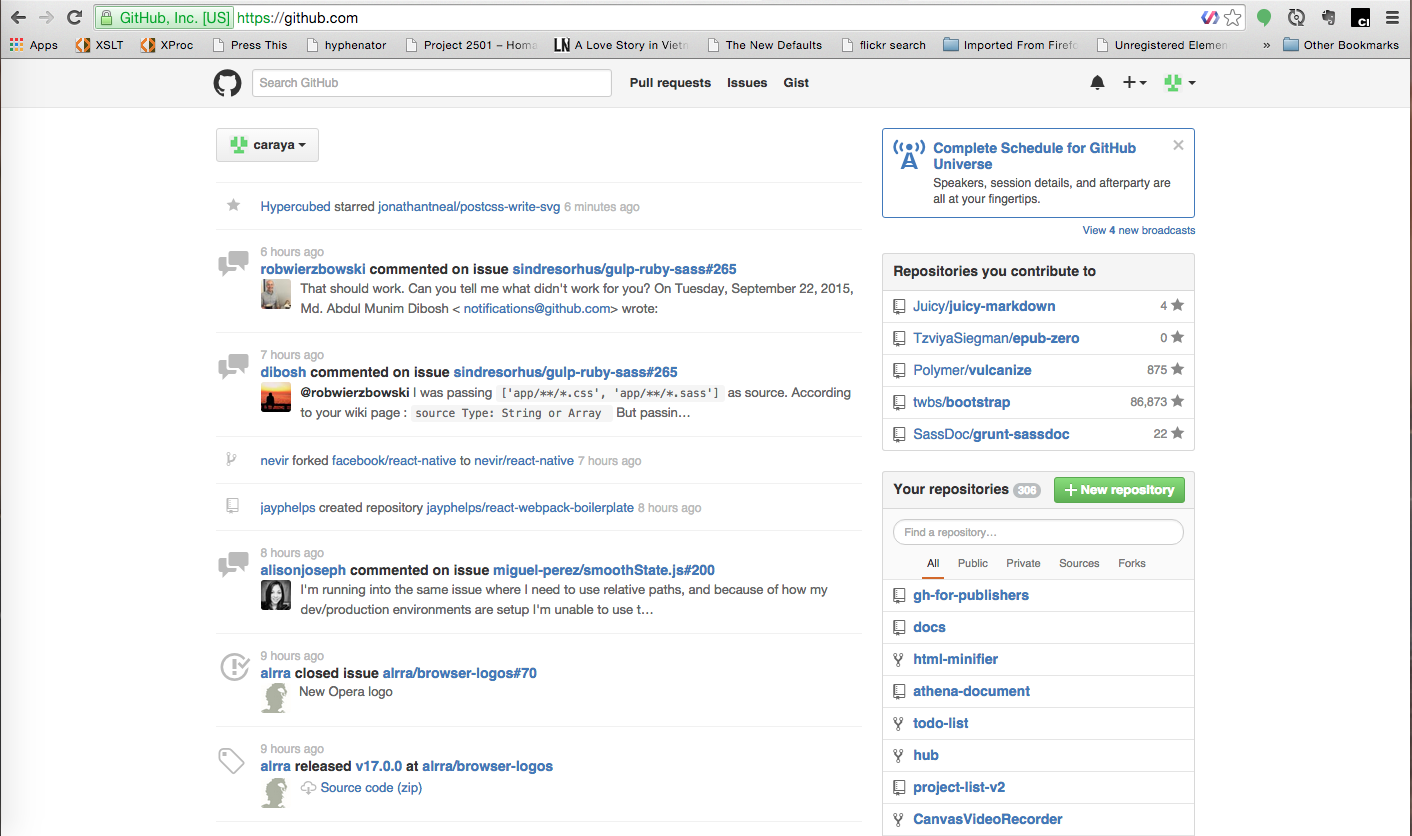 GitHub, Inc. [US] https://github.com
Apps XSLT XProc Press This hyphenator Project 2501 – Homa LN A Love Story in Vietn The New Defaults flickr search Imported From Firefo Unregistered Elemen » Other Bookmarks
Search GitHub Pull requests Issues Gist
caraya
Hypercubed starred jonathantneal/postcss-write-svg 6 minutes ago
6 hours ago
robwierzbowski commented on issue sindresorhus/gulp-ruby-sass#265
That should work. Can you tell me what didn't work for you? On Tuesday, September 22, 2015,
Md. Abdul Munim Dibosh < notifications@github.com> wrote:
7 hours ago
dibosh commented on issue sindresorhus/gulp-ruby-sass#265
@robwierzbowski I was passing ['app/**/*.css', 'app/**/*.sass'] as source. According
to your wiki page : source Type: String or Array But passin…
nevir forked facebook/react-native to nevir/react-native 7 hours ago
jayphelps created repository jayphelps/react-webpack-boilerplate 8 hours ago
8 hours ago
alisonjoseph commented on issue miguel-perez/smoothState.js#200
I'm running into the same issue where I need to use relative paths, and because of how my
dev/production environments are setup I'm unable to use t…
9 hours ago
alrra closed issue alrra/browser-logos#70
New Opera logo
9 hours ago
alrra released v17.0.0 at alrra/browser-logos
Source code (zip)
Complete Schedule for GitHub
Universe
Speakers, session details, and afterparty are
all at your fingertips.
View 4 new broadcasts
Repositories you contribute to
Juicy/juicy-markdown 4
TzviyaSiegman/epub-zero 0
Polymer/vulcanize 875
twbs/bootstrap 86,873
SassDoc/grunt-sassdoc 22
Your repositories 306 New repository
Find a repository…
All Public Private Sources Forks
gh-for-publishers
docs
html-minifier
athena-document
todo-list
hub
project-list-v2
CanvasVideoRecorder